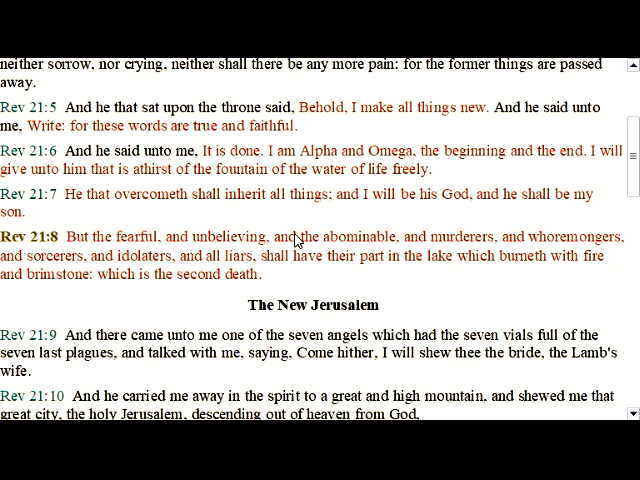 neither sorrow, nor crying, neither shall there be any more pain: for the former things are passed
away.
Rev 21:5 And he that sat upon the throne said, Behold, I make all things new. And he said unto
me, Write: for these words are true and faithful.
Rev 21:6 And he said unto me, It is done. I am Alpha and Omega, the beginning and the end. I will
give unto him that is athirst of the fountain of the water of life freely.
Rev 21:7 He that overcometh shall inherit all things; and I will be his God, and he shall be my
son.
Rev 21:8 But the fearful, and unbelieving, and the abominable, and murderers, and whoremongers,
and sorcerers, and idolaters, and all liars, shall have their part in the lake which burneth with fire
and brimstone: which is the second death.
The New Jerusalem
Rev 21:9 And there came unto me one of the seven angels which had the seven vials full of the
seven last plagues, and talked with me, saying, Come hither, I will shew thee the bride, the Lamb's
wife.
Rev 21:10 And he carried me away in the spirit to a great and high mountain, and shewed me that
great city, the holy Jerusalem, descending out of heaven from God,